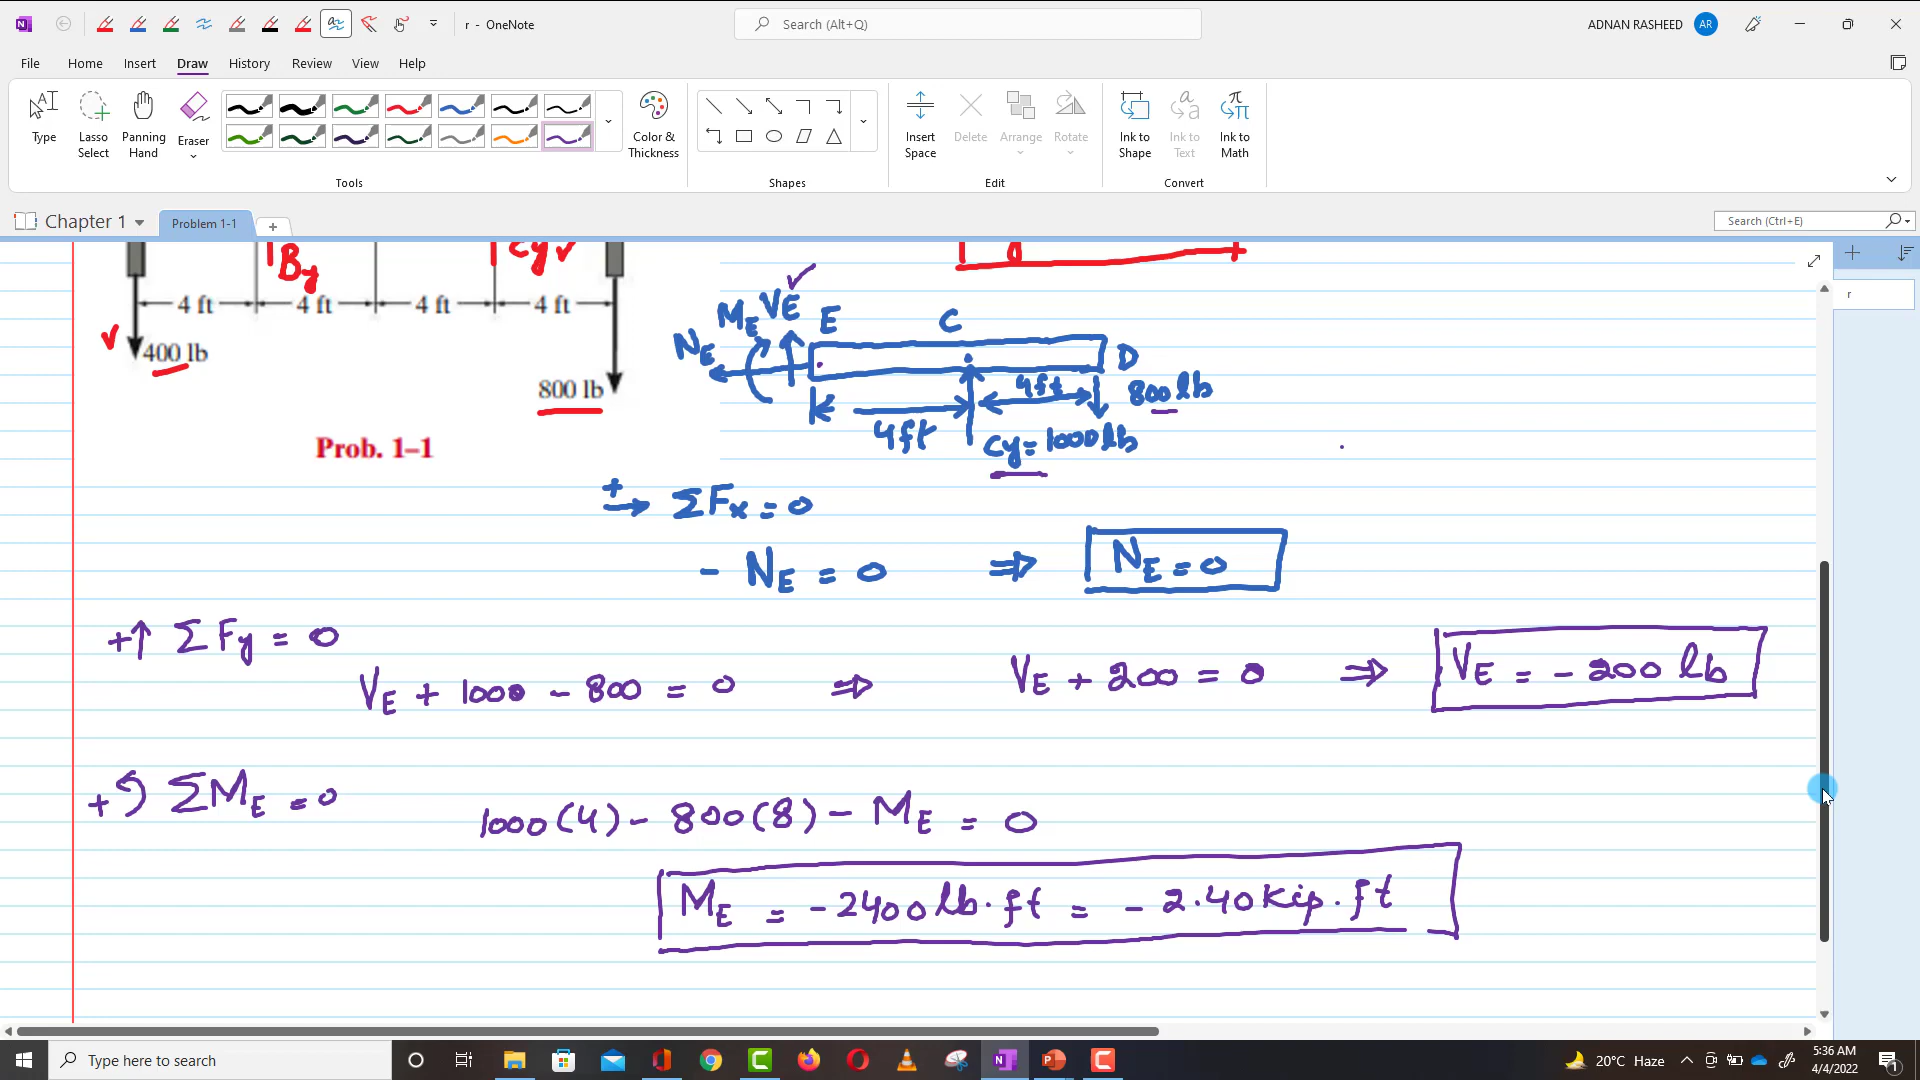 r - OneNote
Search (Alt+Q)
ADNAN RASHEED AR
File Home Insert Draw History Review View Help
Type
Lasso Select
Panning Hand
Eraser
Color & Thickness
Insert Space
Delete
Arrange
Rotate
Ink to Shape
Ink to Text
Ink to Math
Tools Shapes Edit Convert
Chapter 1
Problem 1-1
Search (Ctrl+E)
r
By
Cy
4 ft 4 ft 4 ft 4 ft
400 lb
800 lb
Prob. 1–1
NE ME VE E C D
4ft
800 lb
4ft
Cy = 1000 lb
+→ ΣFx = 0
- NE = 0 ⇒ NE = 0
+↑ ΣFy = 0
VE + 1000 - 800 = 0 ⇒ VE + 200 = 0 ⇒ VE = - 200 lb
+↺ ΣME = 0
1000(4) - 800(8) - ME = 0
ME = - 2400 lb.ft = - 2.40 Kip.ft
Type here to search
20°C Haze
5:36 AM
4/4/2022
1